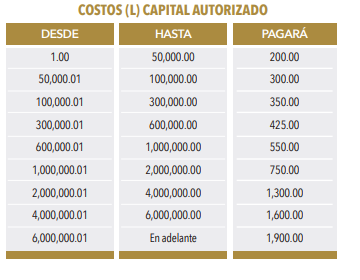 COSTOS (L) CAPITAL AUTORIZADO
DESDE HASTA PAGARÁ
1.00 50,000.00 200.00
50,000.01 100,000.00 300.00
100,000.01 300,000.00 350.00
300,000.01 600,000.00 425.00
600,000.01 1,000,000.00 550.00
1,000,000.01 2,000,000.00 750.00
2,000,000.01 4,000,000.00 1,300.00
4,000,000.01 6,000,000.00 1,600.00
6,000,000.01 En adelante 1,900.00